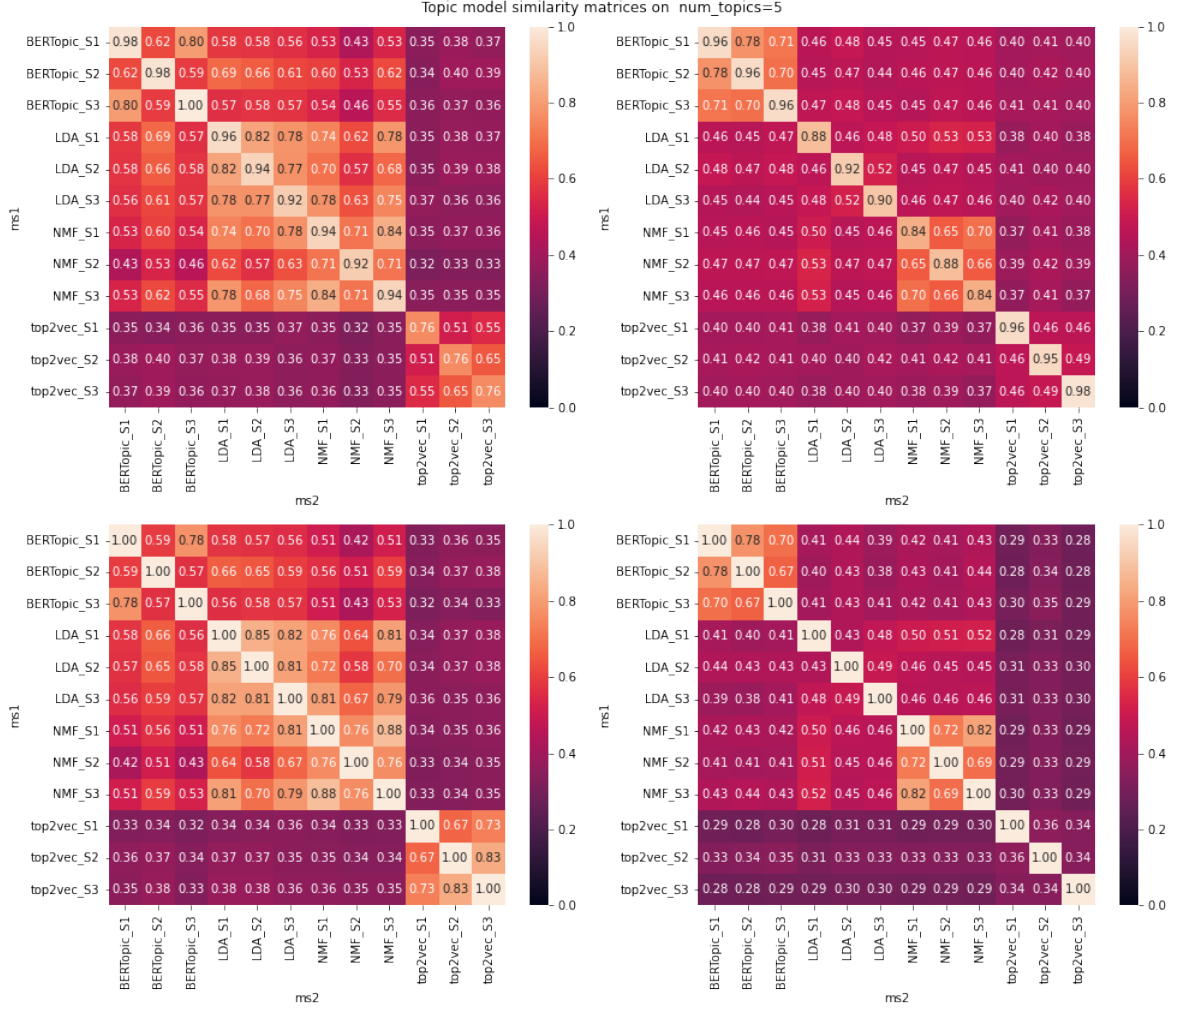 Topic model similarity matrices on num_topics=5
BERTopic_S1 0.98 0.62 0.80 0.58 0.58 0.56 0.53 0.43 0.53 0.35 0.38 0.37
BERTopic_S2 0.62 0.98 0.59 0.69 0.66 0.61 0.60 0.53 0.62 0.34 0.40 0.39
BERTopic_S3 0.80 0.59 1.00 0.57 0.58 0.57 0.54 0.46 0.55 0.36 0.37 0.36
LDA_S1 0.58 0.69 0.57 0.96 0.82 0.78 0.74 0.62 0.78 0.35 0.38 0.37
LDA_S2 0.58 0.66 0.58 0.82 0.94 0.77 0.70 0.57 0.68 0.35 0.39 0.38
LDA_S3 0.56 0.61 0.57 0.78 0.77 0.92 0.78 0.63 0.75 0.37 0.36 0.36
NMF_S1 0.53 0.60 0.54 0.74 0.70 0.78 0.94 0.71 0.84 0.35 0.37 0.36
NMF_S2 0.43 0.53 0.46 0.62 0.57 0.63 0.71 0.92 0.71 0.32 0.33 0.33
NMF_S3 0.53 0.62 0.55 0.78 0.68 0.75 0.84 0.71 0.94 0.35 0.35 0.35
top2vec_S1 0.35 0.34 0.36 0.35 0.35 0.37 0.35 0.32 0.35 0.76 0.51 0.55
top2vec_S2 0.38 0.40 0.37 0.38 0.39 0.36 0.37 0.33 0.35 0.51 0.76 0.65
top2vec_S3 0.37 0.39 0.36 0.37 0.38 0.36 0.36 0.33 0.35 0.55 0.65 0.76
ms1
BERTopic_S1 BERTopic_S2 BERTopic_S3 LDA_S1 LDA_S2 LDA_S3 NMF_S1 NMF_S2 NMF_S3 top2vec_S1 top2vec_S2 top2vec_S3
ms2
1.0
0.8
0.6
0.4
0.2
0.0
BERTopic_S1 0.96 0.78 0.71 0.46 0.48 0.45 0.45 0.47 0.46 0.40 0.41 0.40
BERTopic_S2 0.78 0.96 0.70 0.45 0.47 0.44 0.46 0.47 0.46 0.40 0.42 0.40
BERTopic_S3 0.71 0.70 0.96 0.47 0.48 0.45 0.45 0.47 0.46 0.41 0.41 0.40
LDA_S1 0.46 0.45 0.47 0.88 0.46 0.48 0.50 0.53 0.53 0.38 0.40 0.38
LDA_S2 0.48 0.47 0.48 0.46 0.92 0.52 0.45 0.47 0.45 0.41 0.40 0.40
LDA_S3 0.45 0.44 0.45 0.48 0.52 0.90 0.46 0.47 0.46 0.40 0.42 0.40
NMF_S1 0.45 0.46 0.45 0.50 0.45 0.46 0.84 0.65 0.70 0.37 0.41 0.38
NMF_S2 0.47 0.47 0.47 0.53 0.47 0.47 0.65 0.88 0.66 0.39 0.42 0.39
NMF_S3 0.46 0.46 0.46 0.53 0.45 0.46 0.70 0.66 0.84 0.37 0.41 0.37
top2vec_S1 0.40 0.40 0.41 0.38 0.41 0.40 0.37 0.39 0.37 0.96 0.46 0.46
top2vec_S2 0.41 0.42 0.41 0.40 0.40 0.42 0.41 0.42 0.41 0.46 0.95 0.49
top2vec_S3 0.40 0.40 0.40 0.38 0.40 0.40 0.38 0.39 0.37 0.46 0.49 0.98
ms1
BERTopic_S1 BERTopic_S2 BERTopic_S3 LDA_S1 LDA_S2 LDA_S3 NMF_S1 NMF_S2 NMF_S3 top2vec_S1 top2vec_S2 top2vec_S3
ms2
1.0
0.8
0.6
0.4
0.2
0.0
BERTopic_S1 1.00 0.59 0.78 0.58 0.57 0.56 0.51 0.42 0.51 0.33 0.36 0.35
BERTopic_S2 0.59 1.00 0.57 0.66 0.65 0.59 0.56 0.51 0.59 0.34 0.37 0.38
BERTopic_S3 0.78 0.57 1.00 0.56 0.58 0.57 0.51 0.43 0.53 0.32 0.34 0.33
LDA_S1 0.58 0.66 0.56 1.00 0.85 0.82 0.76 0.64 0.81 0.34 0.37 0.38
LDA_S2 0.57 0.65 0.58 0.85 1.00 0.81 0.72 0.58 0.70 0.34 0.37 0.38
LDA_S3 0.56 0.59 0.57 0.82 0.81 1.00 0.81 0.67 0.79 0.36 0.35 0.36
NMF_S1 0.51 0.56 0.51 0.76 0.72 0.81 1.00 0.76 0.88 0.34 0.35 0.36
NMF_S2 0.42 0.51 0.43 0.64 0.58 0.67 0.76 1.00 0.76 0.33 0.34 0.35
NMF_S3 0.51 0.59 0.53 0.81 0.70 0.79 0.88 0.76 1.00 0.33 0.34 0.35
top2vec_S1 0.33 0.34 0.32 0.34 0.34 0.36 0.34 0.33 0.33 1.00 0.67 0.73
top2vec_S2 0.36 0.37 0.34 0.37 0.37 0.35 0.35 0.34 0.34 0.67 1.00 0.83
top2vec_S3 0.35 0.38 0.33 0.38 0.38 0.36 0.36 0.35 0.35 0.73 0.83 1.00
ms1
BERTopic_S1 BERTopic_S2 BERTopic_S3 LDA_S1 LDA_S2 LDA_S3 NMF_S1 NMF_S2 NMF_S3 top2vec_S1 top2vec_S2 top2vec_S3
ms2
1.0
0.8
0.6
0.4
0.2
0.0
BERTopic_S1 1.00 0.78 0.70 0.41 0.44 0.39 0.42 0.41 0.43 0.29 0.33 0.28
BERTopic_S2 0.78 1.00 0.67 0.40 0.43 0.38 0.43 0.41 0.44 0.28 0.34 0.28
BERTopic_S3 0.70 0.67 1.00 0.41 0.43 0.41 0.42 0.41 0.43 0.30 0.35 0.29
LDA_S1 0.41 0.40 0.41 1.00 0.43 0.48 0.50 0.51 0.52 0.28 0.31 0.29
LDA_S2 0.44 0.43 0.43 0.43 1.00 0.49 0.46 0.45 0.45 0.31 0.33 0.30
LDA_S3 0.39 0.38 0.41 0.48 0.49 1.00 0.46 0.46 0.46 0.31 0.33 0.30
NMF_S1 0.42 0.43 0.42 0.50 0.46 0.46 1.00 0.72 0.82 0.29 0.33 0.29
NMF_S2 0.41 0.41 0.41 0.51 0.45 0.46 0.72 1.00 0.69 0.29 0.33 0.29
NMF_S3 0.43 0.44 0.43 0.52 0.45 0.46 0.82 0.69 1.00 0.30 0.33 0.29
top2vec_S1 0.29 0.28 0.30 0.28 0.31 0.31 0.29 0.29 0.30 1.00 0.36 0.34
top2vec_S2 0.33 0.34 0.35 0.31 0.33 0.33 0.33 0.33 0.33 0.36 1.00 0.34
top2vec_S3 0.28 0.28 0.29 0.29 0.30 0.30 0.29 0.29 0.29 0.34 0.34 1.00
ms1
BERTopic_S1 BERTopic_S2 BERTopic_S3 LDA_S1 LDA_S2 LDA_S3 NMF_S1 NMF_S2 NMF_S3 top2vec_S1 top2vec_S2 top2vec_S3
ms2
1.0
0.8
0.6
0.4
0.2
0.0